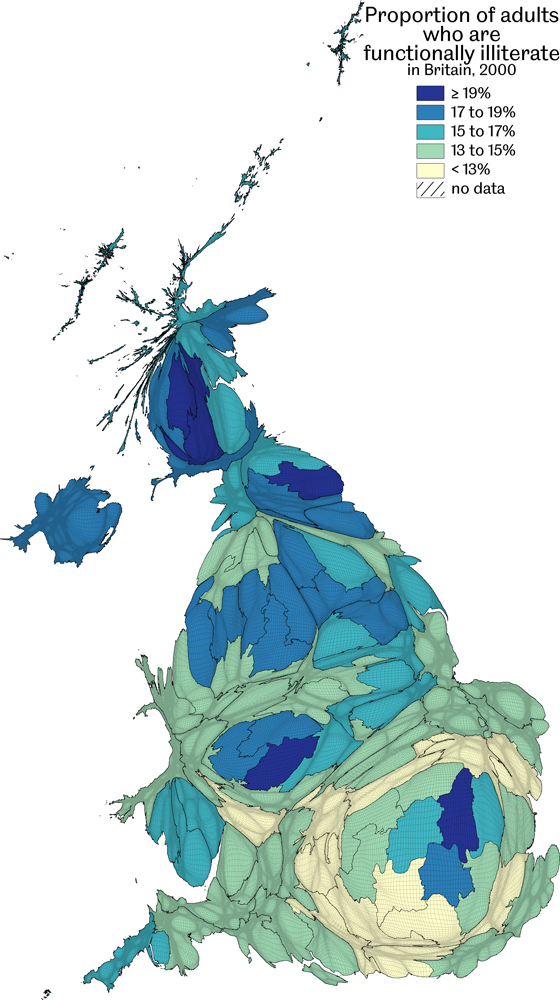 Proportion of adults
who are
functionally illiterate
in Britain, 2000
≥ 19%
17 to 19%
15 to 17%
13 to 15%
< 13%
no data